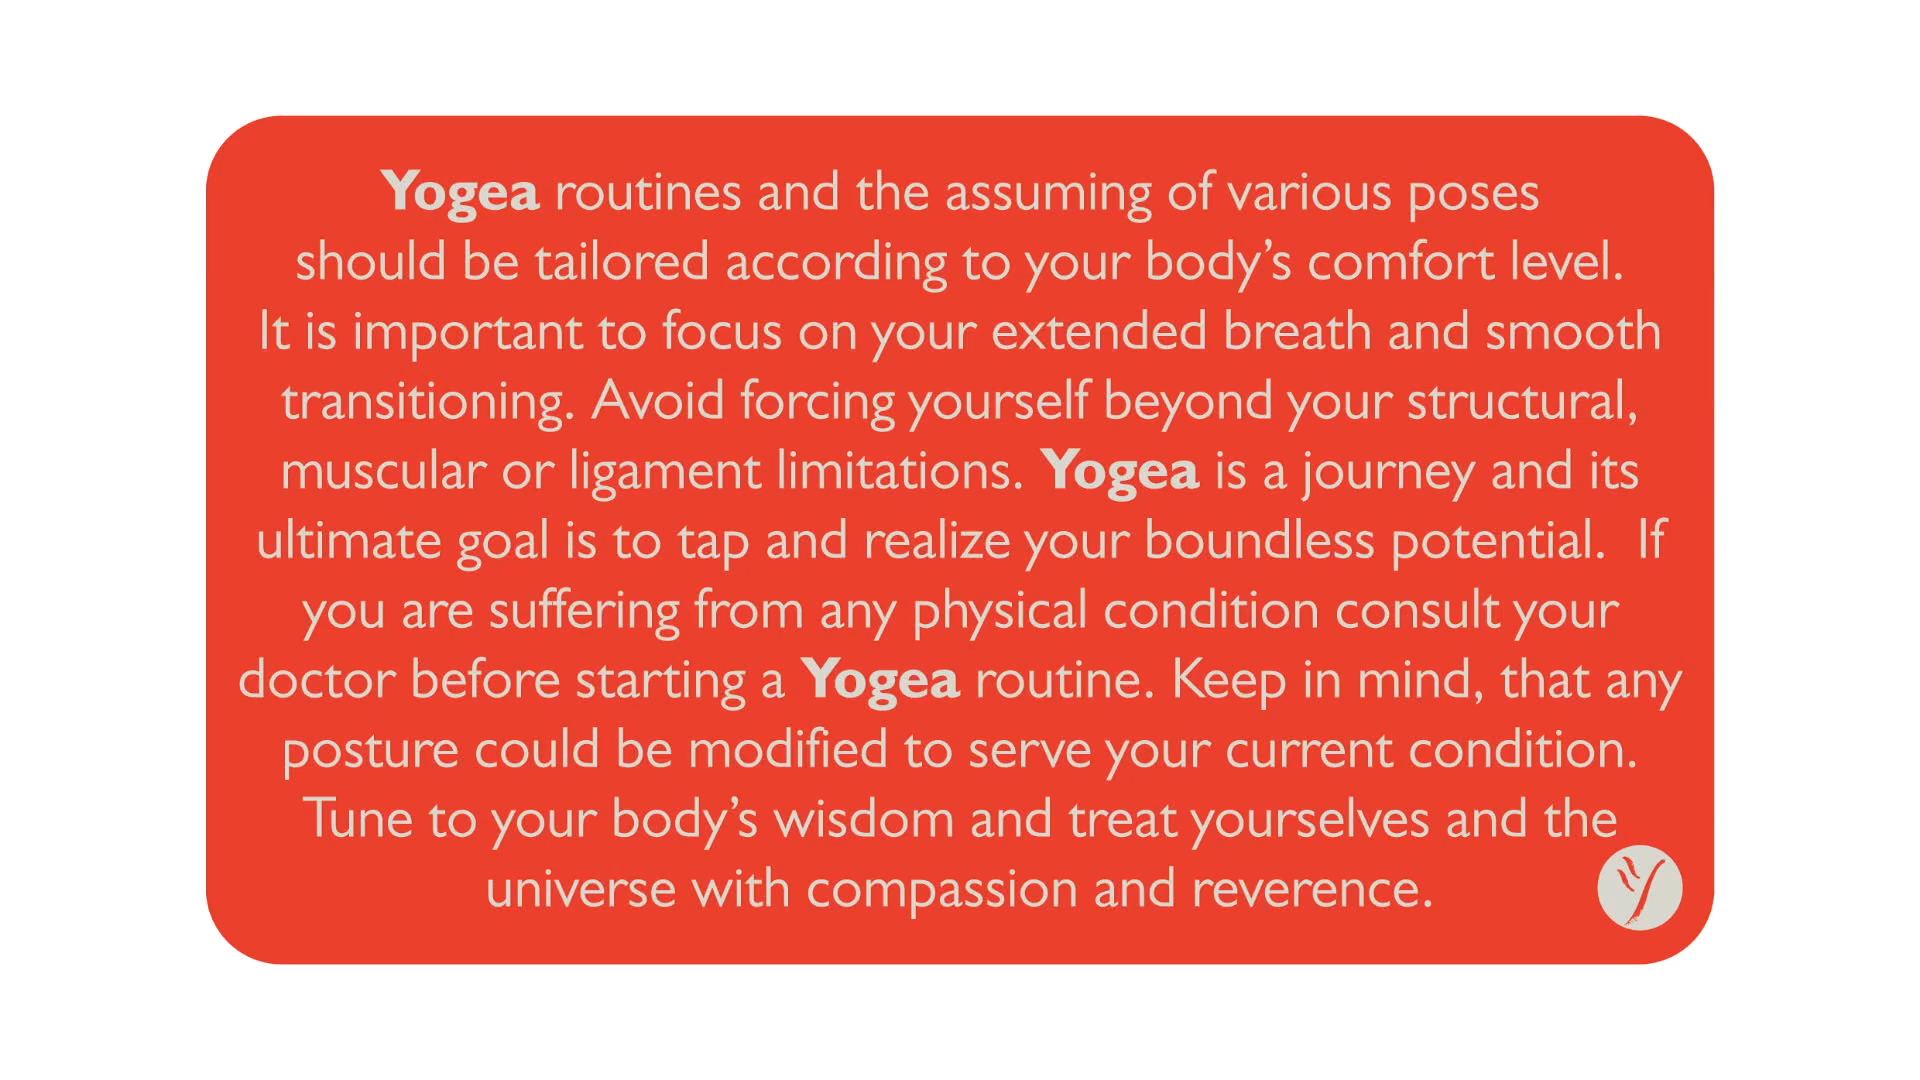 Yogea routines and the assuming of various poses
should be tailored according to your body’s comfort level.
It is important to focus on your extended breath and smooth
transitioning. Avoid forcing yourself beyond your structural,
muscular or ligament limitations. Yogea is a journey and its
ultimate goal is to tap and realize your boundless potential.  If
you are suffering from any physical condition consult your
doctor before starting a Yogea routine. Keep in mind, that any
posture could be modified to serve your current condition.
Tune to your body’s wisdom and treat yourselves and the
universe with compassion and reverence.